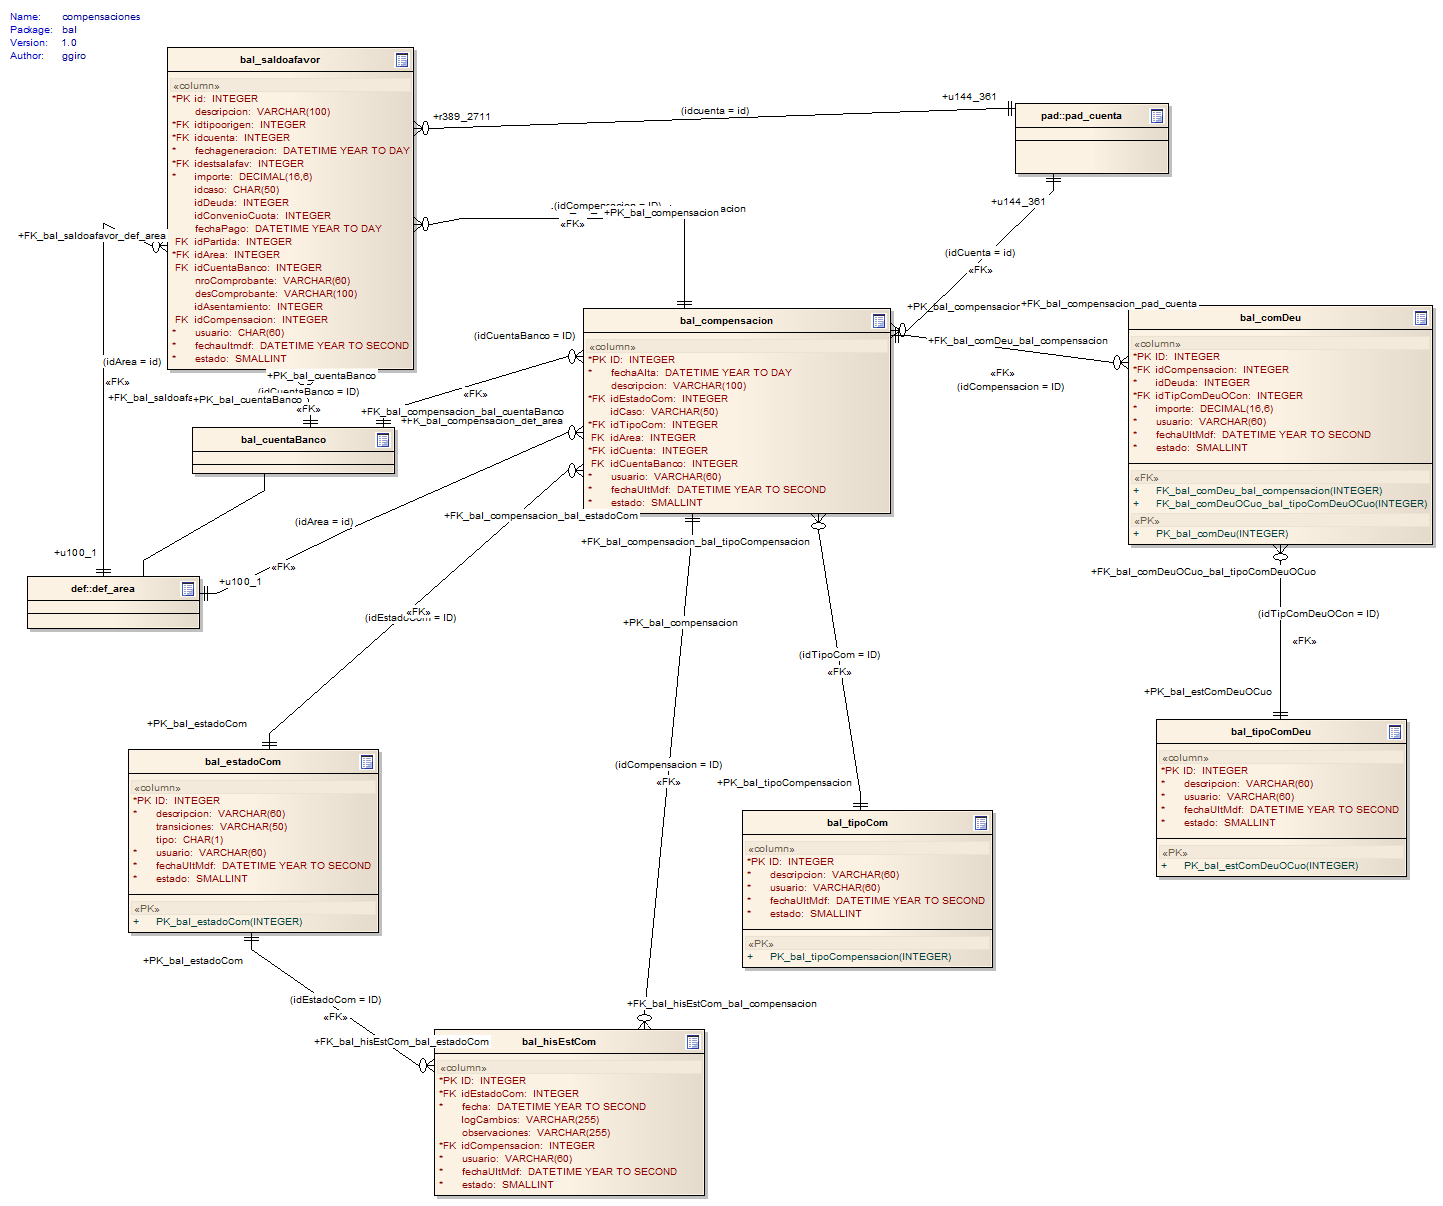 Name: compensaciones
Package: bal
Version: 1.0
Author: ggiro
bal_saldoafavor
«column»
*PK id: INTEGER
descripcion: VARCHAR(100)
*FK idtipoorigen: INTEGER
*FK idcuenta: INTEGER
* fechageneracion: DATETIME YEAR TO DAY
*FK idestsalafav: INTEGER
* importe: DECIMAL(16,6)
idcaso: CHAR(50)
idDeuda: INTEGER
idConvenioCuota: INTEGER
fechaPago: DATETIME YEAR TO DAY
FK idPartida: INTEGER
*FK idArea: INTEGER
FK idCuentaBanco: INTEGER
nroComprobante: VARCHAR(60)
desComprobante: VARCHAR(100)
idAsentamiento: INTEGER
FK idCompensacion: INTEGER
* usuario: CHAR(60)
* fechaultmdf: DATETIME YEAR TO SECOND
* estado: SMALLINT
+r389_2711
(idcuenta = id)
+u144_361
pad::pad_cuenta
+u144_361
(idCuenta = id)
«FK»
(idCompensacion
+PK_bal_compensacion
acion
«FK»
+FK_bal_saldoafavor_def_area
(idArea = id)
«FK»
+PK_bal_cuentaBanco
(idCuentaBanco = ID)
+FK_bal_saldoafa
+PK_bal_cuentaBanco
«FK»
bal_cuentaBanco
(idCuentaBanco = ID)
«FK»
+FK_bal_compensacion_bal_cuentaBanco
+FK_bal_compensacion_def_area
bal_compensacion
«column»
*PK ID: INTEGER
* fechaAlta: DATETIME YEAR TO DAY
descripcion: VARCHAR(100)
*FK idEstadoCom: INTEGER
idCaso: VARCHAR(50)
*FK idTipoCom: INTEGER
FK idArea: INTEGER
*FK idCuenta: INTEGER
FK idCuentaBanco: INTEGER
* usuario: VARCHAR(60)
* fechaUltMdf: DATETIME YEAR TO SECOND
* estado: SMALLINT
+PK_bal_compensacion
+FK_bal_compensacion_pad_cuenta
+FK_bal_comDeu_bal_compensacion
«FK»
(idCompensacion = ID)
bal_comDeu
«column»
*PK ID: INTEGER
*FK idCompensacion: INTEGER
* idDeuda: INTEGER
*FK idTipComDeuOCon: INTEGER
* importe: DECIMAL(16,6)
* usuario: VARCHAR(60)
* fechaUltMdf: DATETIME YEAR TO SECOND
* estado: SMALLINT
«FK»
+ FK_bal_comDeu_bal_compensacion(INTEGER)
+ FK_bal_comDeuOCuo_bal_tipoComDeuOCuo(INTEGER)
«PK»
+ PK_bal_comDeu(INTEGER)
+FK_bal_comDeuOCuo_bal_tipoComDeuOCuo
(idTipComDeuOCon = ID)
«FK»
+PK_bal_estComDeuOCuo
bal_tipoComDeu
«column»
*PK ID: INTEGER
* descripcion: VARCHAR(60)
* usuario: VARCHAR(60)
* fechaUltMdf: DATETIME YEAR TO SECOND
* estado: SMALLINT
«PK»
+ PK_bal_estComDeuOCuo(INTEGER)
+u100_1
def::def_area
+u100_1
«FK»
(idArea = id)
+FK_bal_compensacion_bal_estadoCom
«FK»
(idEstadoCom = ID)
+PK_bal_estadoCom
+FK_bal_compensacion_bal_tipoCompensacion
+PK_bal_compensacion
(idTipoCom = ID)
«FK»
+PK_bal_tipoCompensacion
(idCompensacion = ID)
«FK»
bal_estadoCom
«column»
*PK ID: INTEGER
* descripcion: VARCHAR(60)
transiciones: VARCHAR(50)
tipo: CHAR(1)
* usuario: VARCHAR(60)
* fechaUltMdf: DATETIME YEAR TO SECOND
* estado: SMALLINT
«PK»
+ PK_bal_estadoCom(INTEGER)
bal_tipoCom
«column»
*PK ID: INTEGER
* descripcion: VARCHAR(60)
* usuario: VARCHAR(60)
* fechaUltMdf: DATETIME YEAR TO SECOND
* estado: SMALLINT
«PK»
+ PK_bal_tipoCompensacion(INTEGER)
+PK_bal_estadoCom
(idEstadoCom = ID)
«FK»
+FK_bal_hisEstCom_bal_estadoCom
+FK_bal_hisEstCom_bal_compensacion
bal_hisEstCom
«column»
*PK ID: INTEGER
*FK idEstadoCom: INTEGER
* fecha: DATETIME YEAR TO SECOND
logCambios: VARCHAR(255)
observaciones: VARCHAR(255)
*FK idCompensacion: INTEGER
* usuario: VARCHAR(60)
* fechaUltMdf: DATETIME YEAR TO SECOND
* estado: SMALLINT